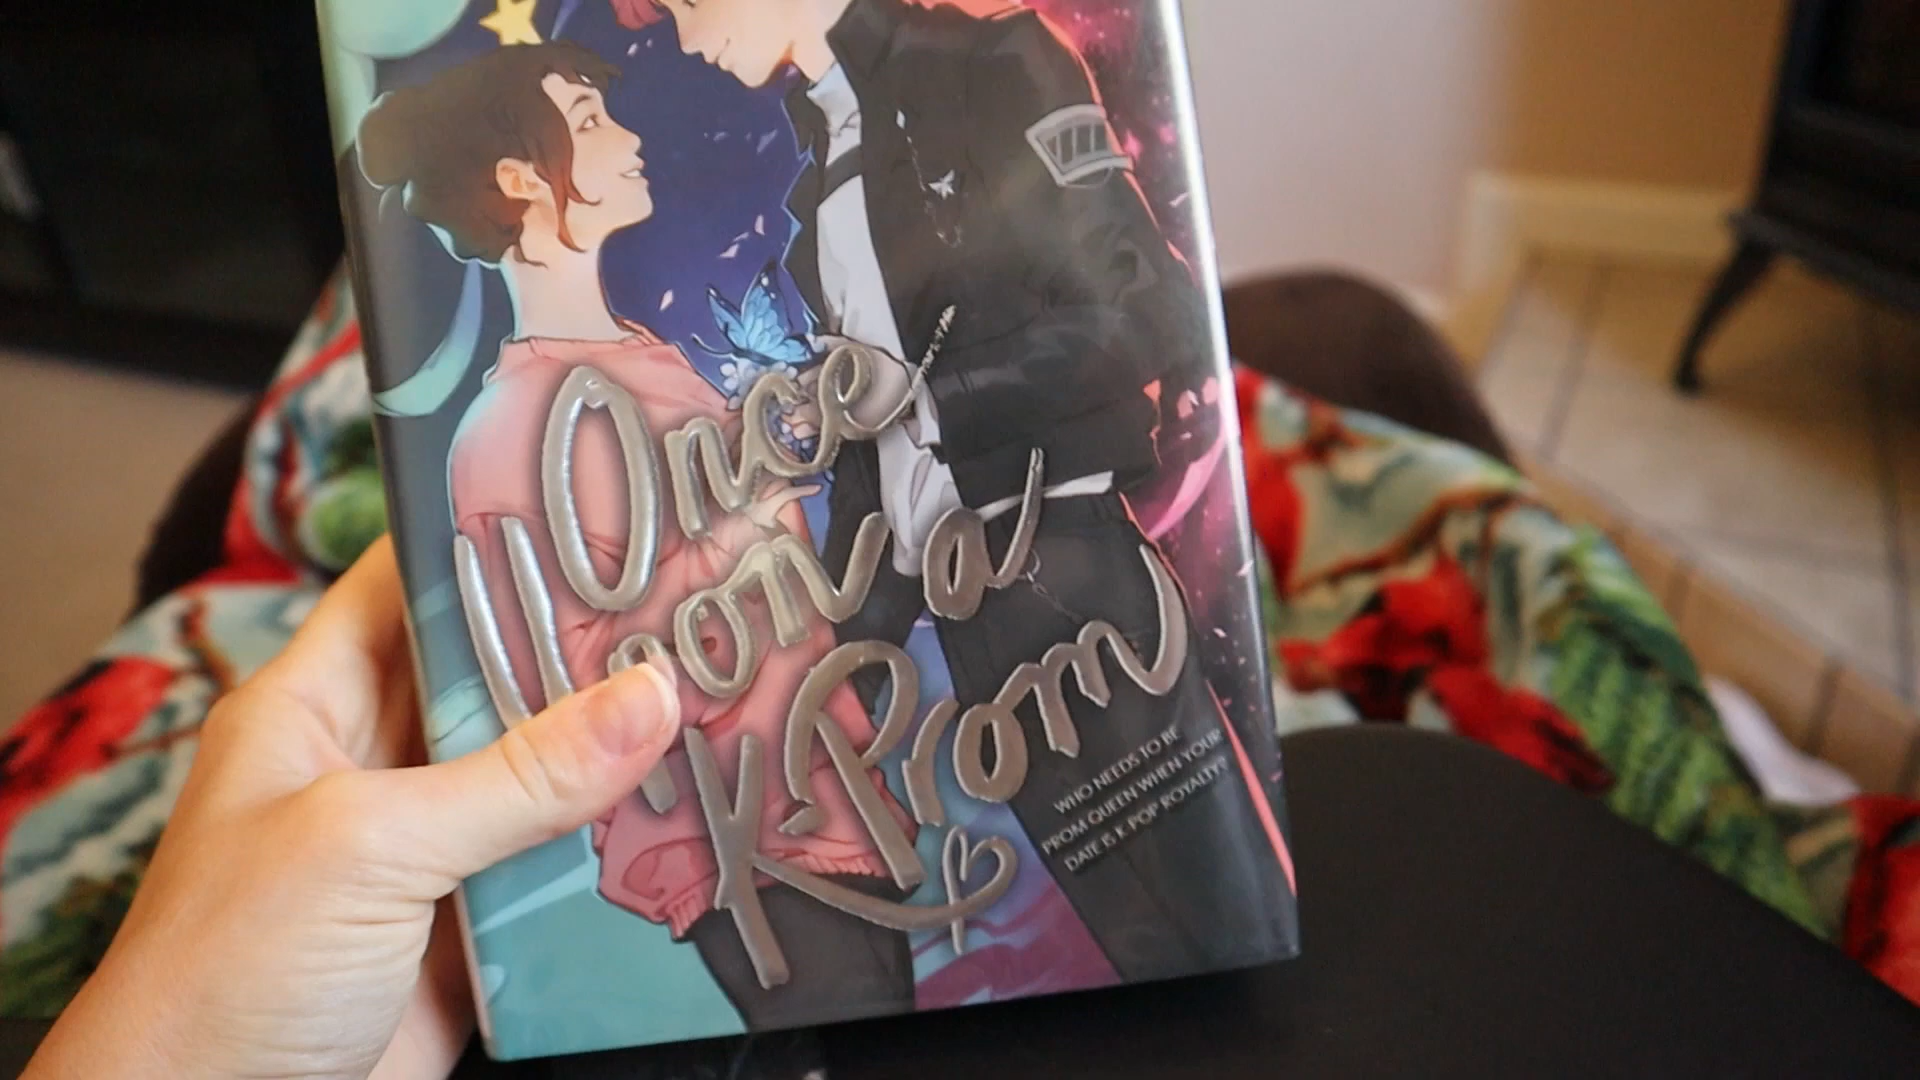 Once
Upon a
K-Prom
WHO NEEDS TO BE
PROM QUEEN WHEN YOUR
DATE IS K-POP ROYALTY?